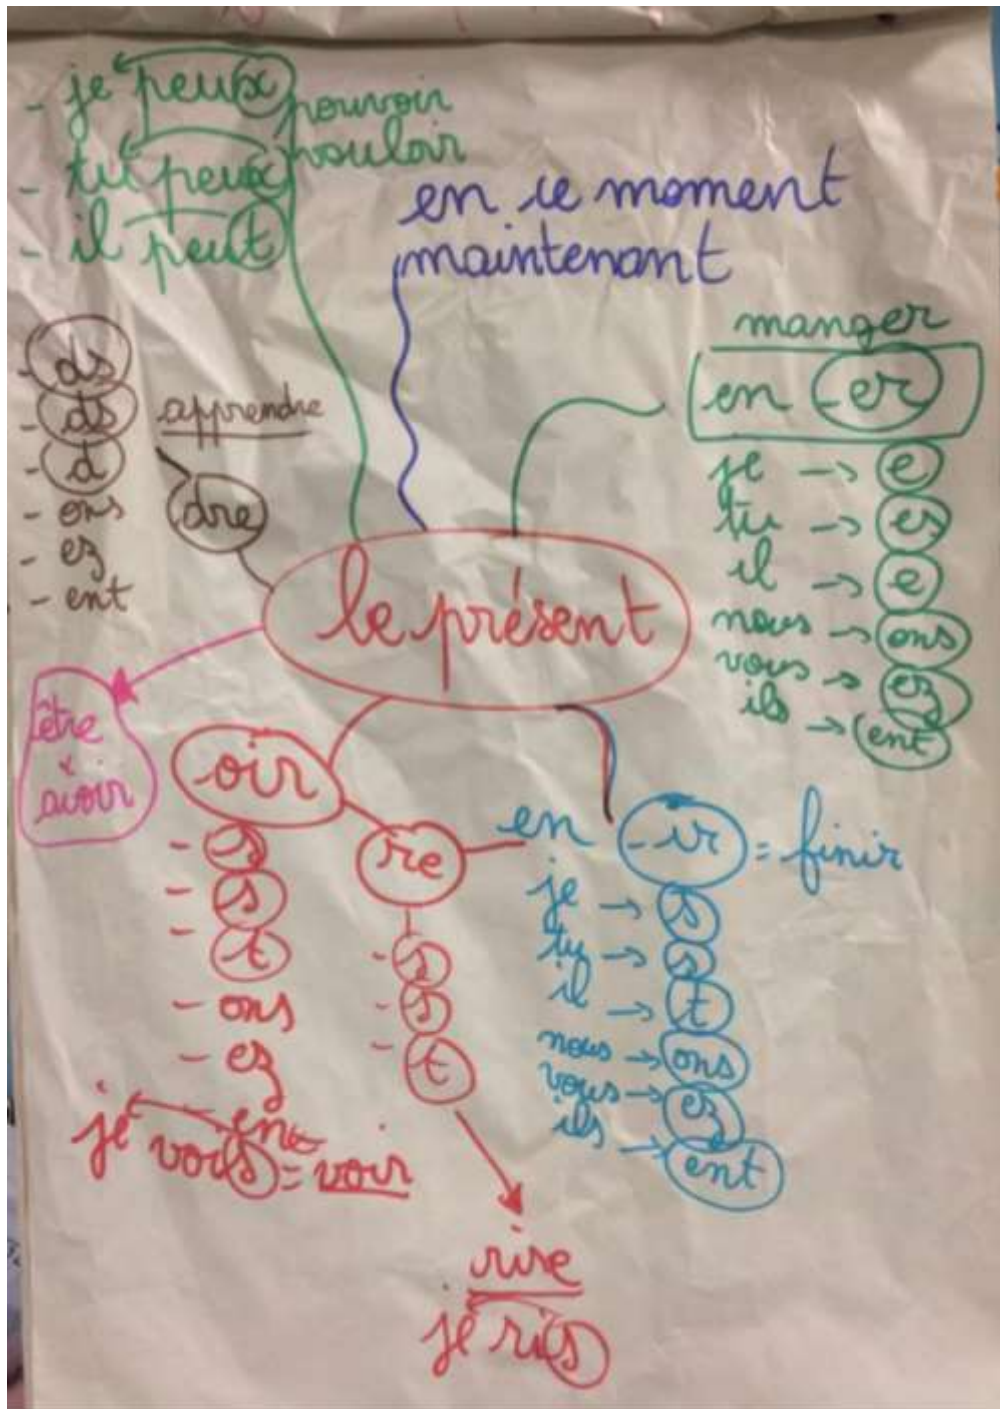 - je peux
pouvoir
vouloir
- tu peux
- il peut
en ce moment
maintenant
manger
en -er
je → e
tu → es
il → e
nous → ons
vous → ez
ils → ent
- ds
- ds
- d
- ons
- ez
- ent
apprendre
dre
le présent
être
avoir
oir
- s
- s
- t
- ons
- ez
ent
je vois = voir
re
- s
- s
- t
rire
je ris
en -ir = finir
je → s
tu → s
il → t
nous → ons
vous → ez
ils → ent